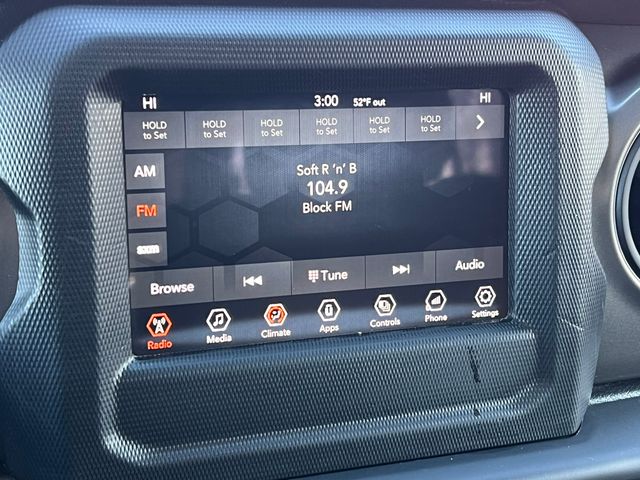 HI 3:00 52°F out HI
HOLD to Set HOLD to Set HOLD to Set HOLD to Set HOLD to Set HOLD to Set
AM
Soft R 'n' B
104.9
FM
Block FM
Browse Tune Audio
Radio Media Climate Apps Controls Phone Settings